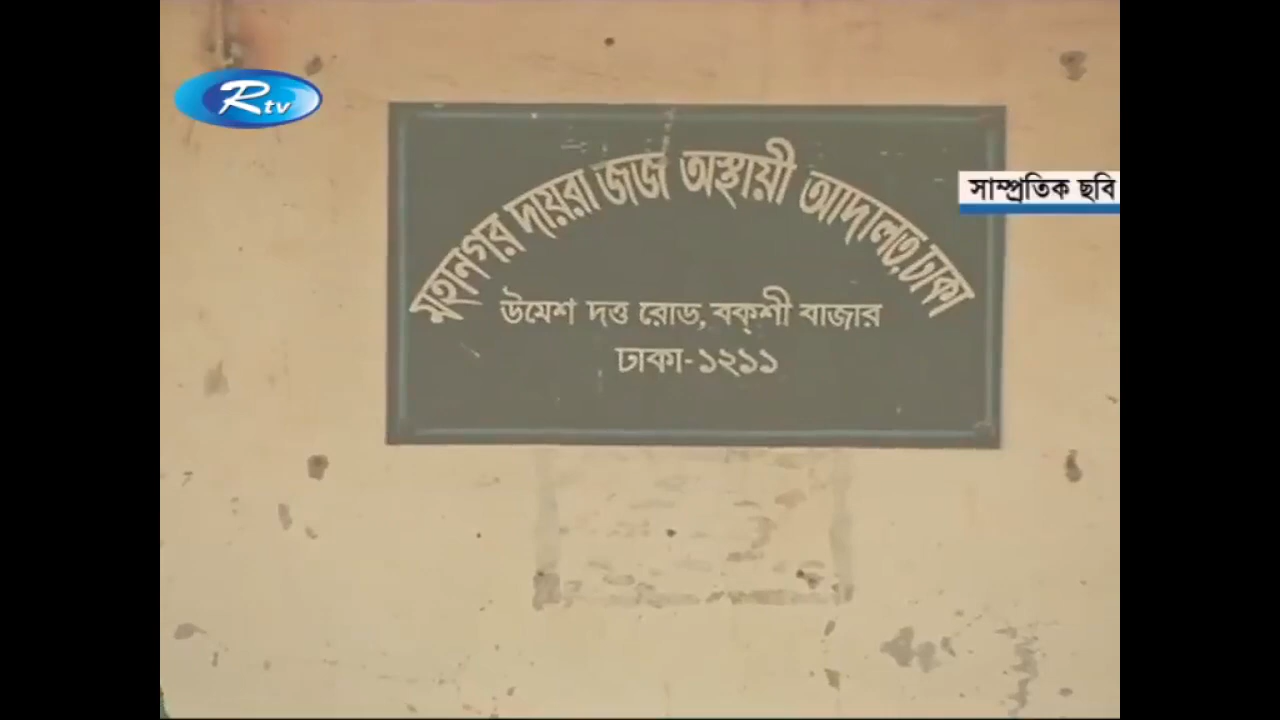 Rtv
সাম্প্রতিক ছবি
মহানগর দায়রা জজ অস্থায়ী আদালত, ঢাকা
উমেশ দত্ত রোড, বক্‌শী বাজার
ঢাকা-১২১১